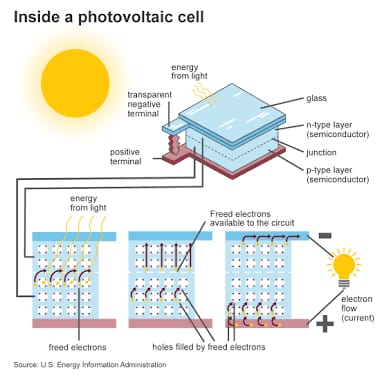 Inside a photovoltaic cell
energy
from light
transparent
negative
terminal
glass
n-type layer
(semiconductor)
junction
positive
terminal
p-type layer
(semiconductor)
energy
from light
Freed electrons
available to the circuit
−
+
electron
flow
(current)
freed electrons
holes filled by freed electrons
Source: U.S. Energy Information Administration